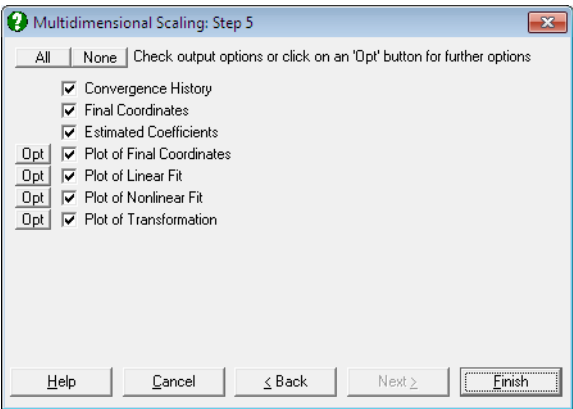 Multidimensional Scaling: Step 5
All None Check output options or click on an 'Opt' button for further options
Convergence History
Final Coordinates
Estimated Coefficients
Opt Plot of Final Coordinates
Opt Plot of Linear Fit
Opt Plot of Nonlinear Fit
Opt Plot of Transformation
Help Cancel < Back Next > Finish